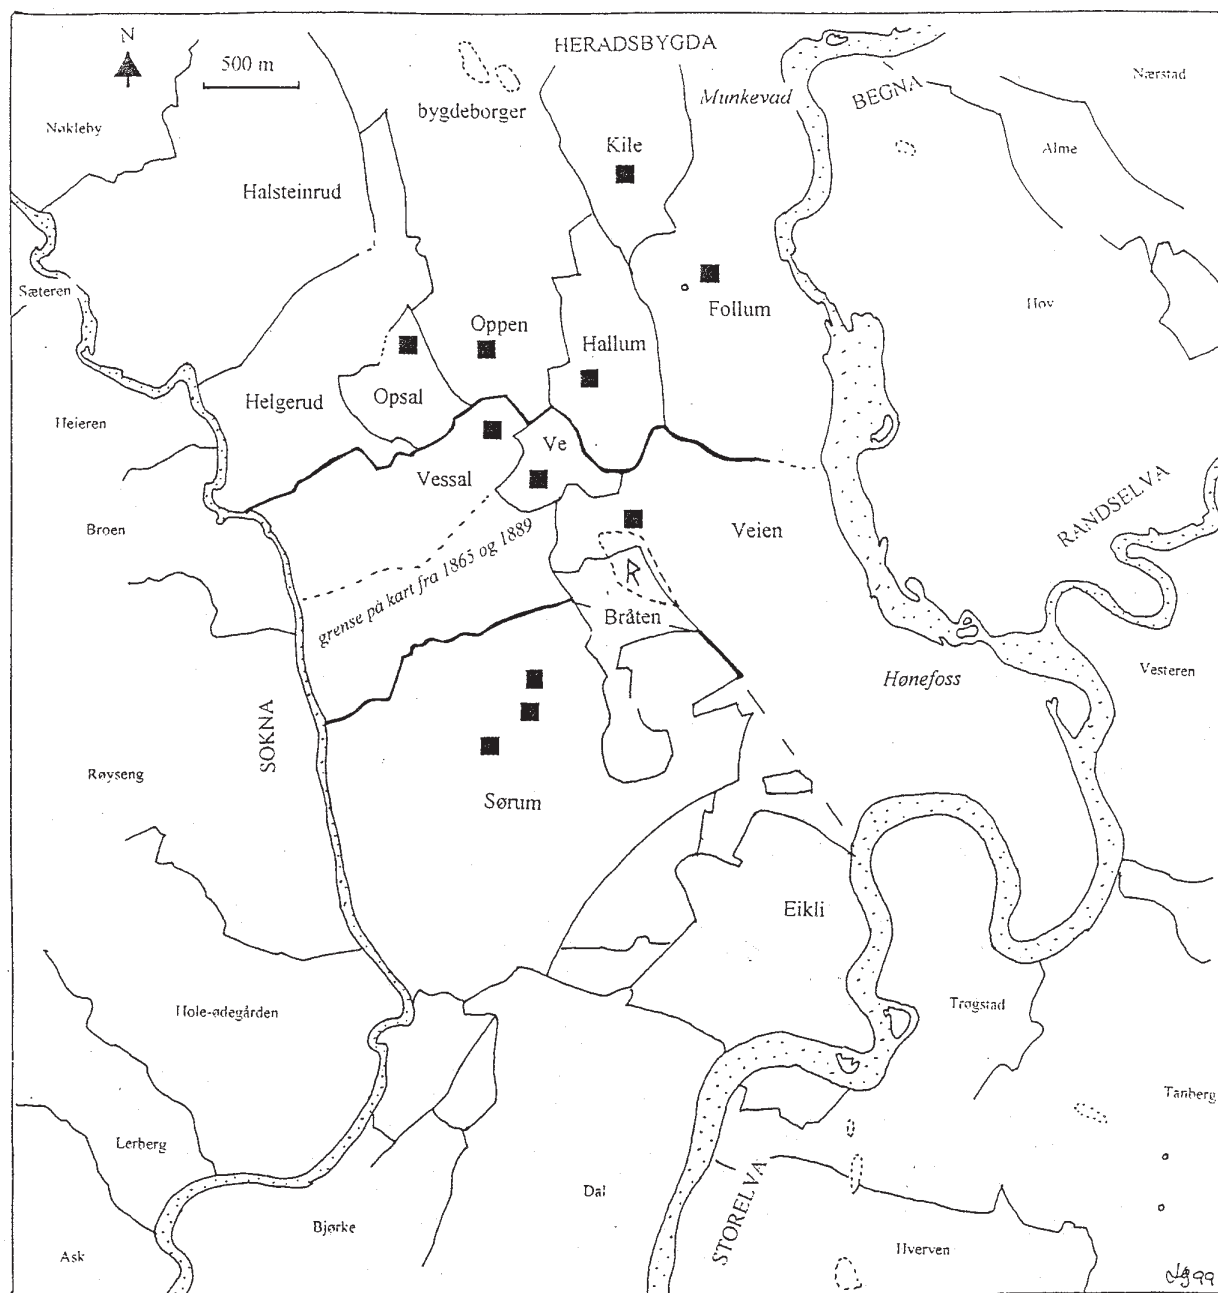 N
500 m
HERADSBYGDA
BEGNA
Nærstad
Munkevad
bygdeborger
Nøkleby
Kile
Alme
Halsteinrud
Sæteren
Follum
Hov
Oppen
Hallum
Helgerud
Opsal
Heieren
Ve
Vessal
RANDSELVA
Broen
Veien
grense på kart fra 1865 og 1889
R
Bråten
Vesteren
Hønefoss
SOKNA
Røyseng
Sørum
Eikli
Hole-ødegården
Trøgstad
Tanberg
Lerberg
Dal
STORELVA
Bjørke
Hverven
Ask
99